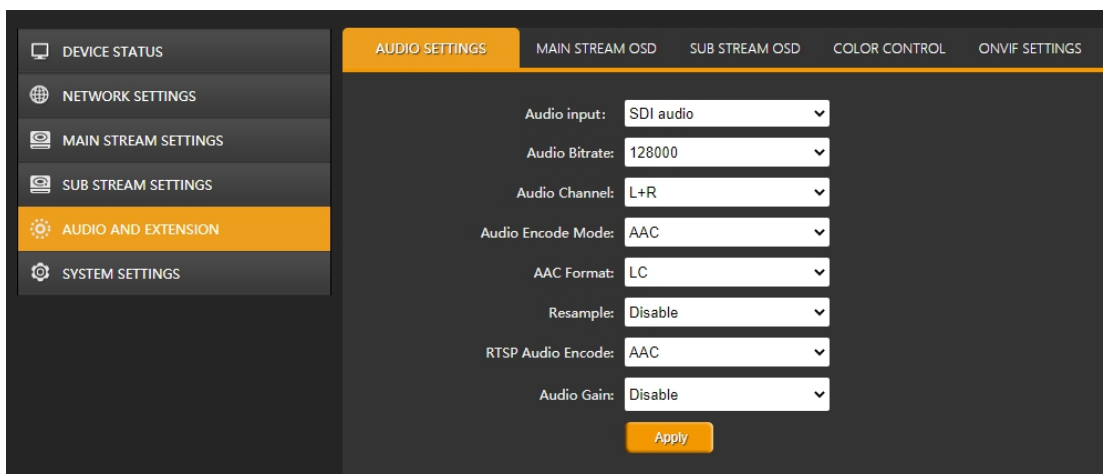 DEVICE STATUS
NETWORK SETTINGS
MAIN STREAM SETTINGS
SUB STREAM SETTINGS
AUDIO AND EXTENSION
SYSTEM SETTINGS
AUDIO SETTINGS MAIN STREAM OSD SUB STREAM OSD COLOR CONTROL ONVIF SETTINGS
Audio input: SDI audio
Audio Bitrate: 128000
Audio Channel: L+R
Audio Encode Mode: AAC
AAC Format: LC
Resample: Disable
RTSP Audio Encode: AAC
Audio Gain: Disable
Apply